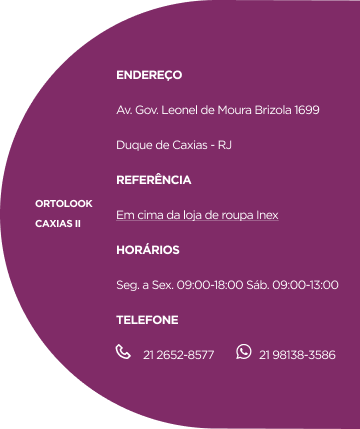 ORTOLOOK
CAXIAS II
ENDEREÇO
Av. Gov. Leonel de Moura Brizola 1699
Duque de Caxias - RJ
REFERÊNCIA
Em cima da loja de roupa Inex
HORÁRIOS
Seg. a Sex. 09:00-18:00 Sáb. 09:00-13:00
TELEFONE
21 2652-8577 21 98138-3586